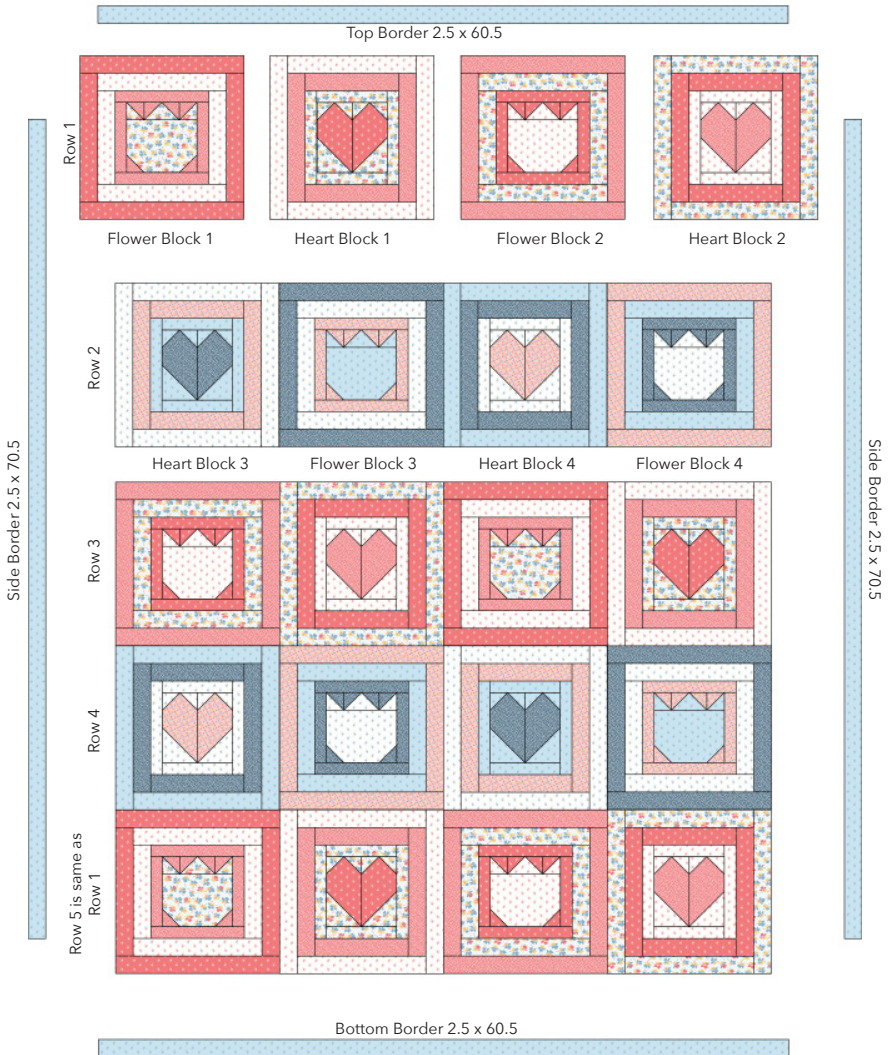 Top Border 2.5 x 60.5
Row 1
Flower Block 1
Heart Block 1
Flower Block 2
Heart Block 2
Row 2
Heart Block 3
Flower Block 3
Heart Block 4
Flower Block 4
Side Border 2.5 x 70.5
Side Border 2.5 x 70.5
Row 3
Row 4
Row 5 is same as
Row 1
Bottom Border 2.5 x 60.5